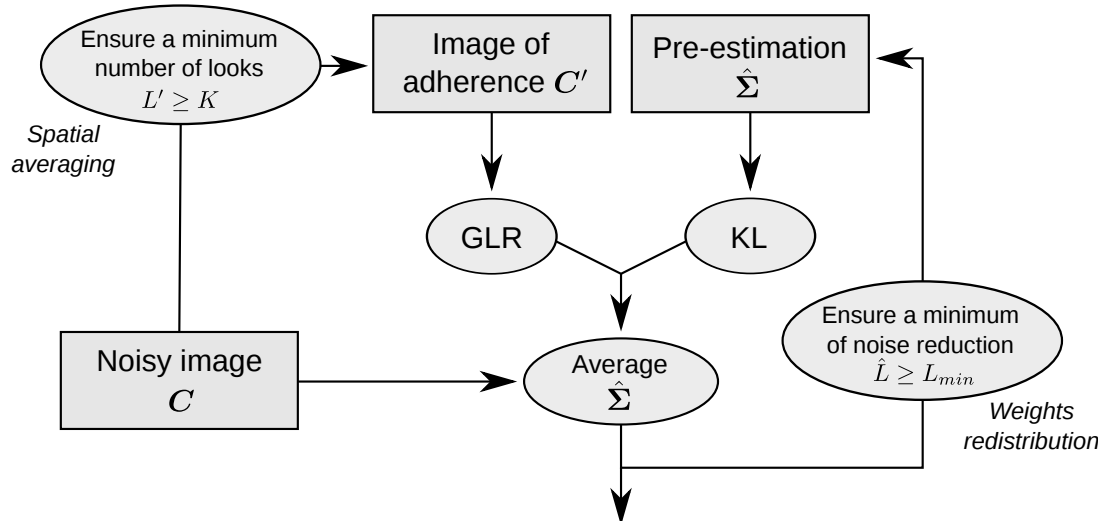 Ensure a minimum
number of looks
L′ ≥ K
Spatial
averaging
Image of
adherence C′
Pre-estimation
Σ̂
GLR
KL
Noisy image
C
Average
Σ̂
Ensure a minimum
of noise reduction
L̂ ≥ Lmin
Weights
redistribution